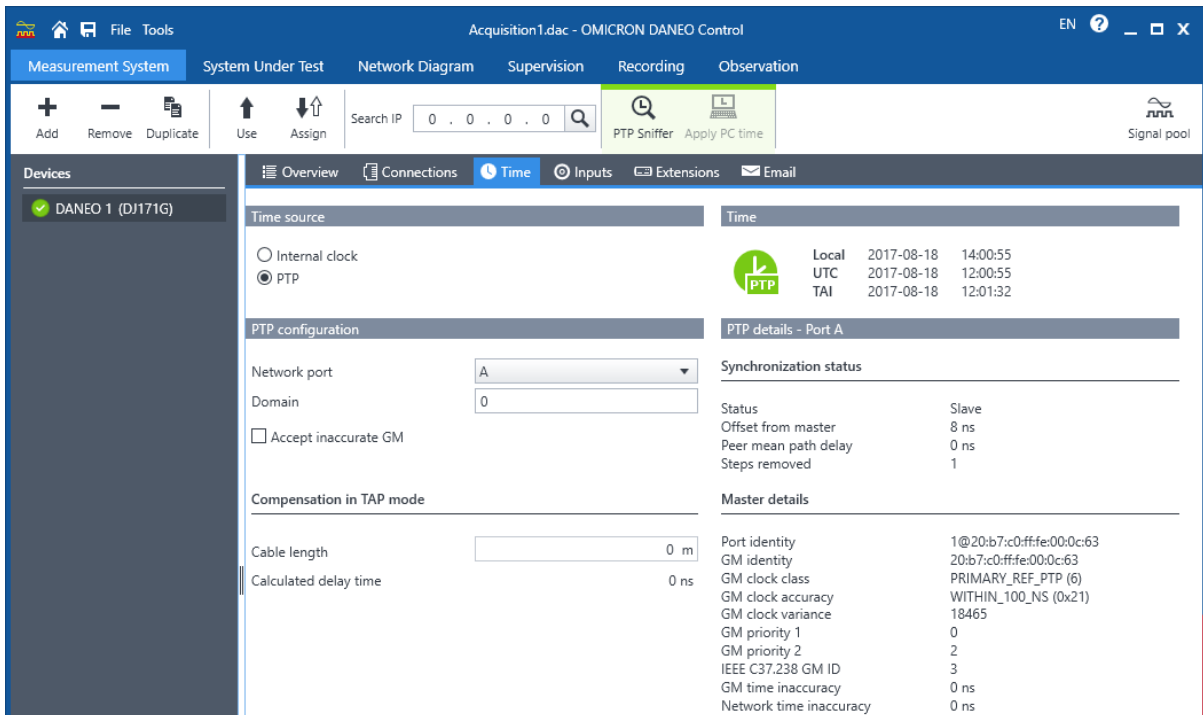 File Tools Acquisition1.dac - OMICRON DANEO Control EN ?
Measurement System System Under Test Network Diagram Supervision Recording Observation
Add Remove Duplicate Use Assign Search IP 0 . 0 . 0 . 0 PTP Sniffer Apply PC time Signal pool
Devices Overview Connections Time Inputs Extensions Email
DANEO 1 (DJ171G)
Time source
Internal clock
PTP
Time
PTP
Local 2017-08-18 14:00:55
UTC 2017-08-18 12:00:55
TAI 2017-08-18 12:01:32
PTP configuration
Network port A
Domain 0
Accept inaccurate GM
Compensation in TAP mode
Cable length 0 m
Calculated delay time 0 ns
PTP details - Port A
Synchronization status
Status Slave
Offset from master 8 ns
Peer mean path delay 0 ns
Steps removed 1
Master details
Port identity 1@20:b7:c0:ff:fe:00:0c:63
GM identity 20:b7:c0:ff:fe:00:0c:63
GM clock class PRIMARY_REF_PTP (6)
GM clock accuracy WITHIN_100_NS (0x21)
GM clock variance 18465
GM priority 1 0
GM priority 2 2
IEEE C37.238 GM ID 3
GM time inaccuracy 0 ns
Network time inaccuracy 0 ns